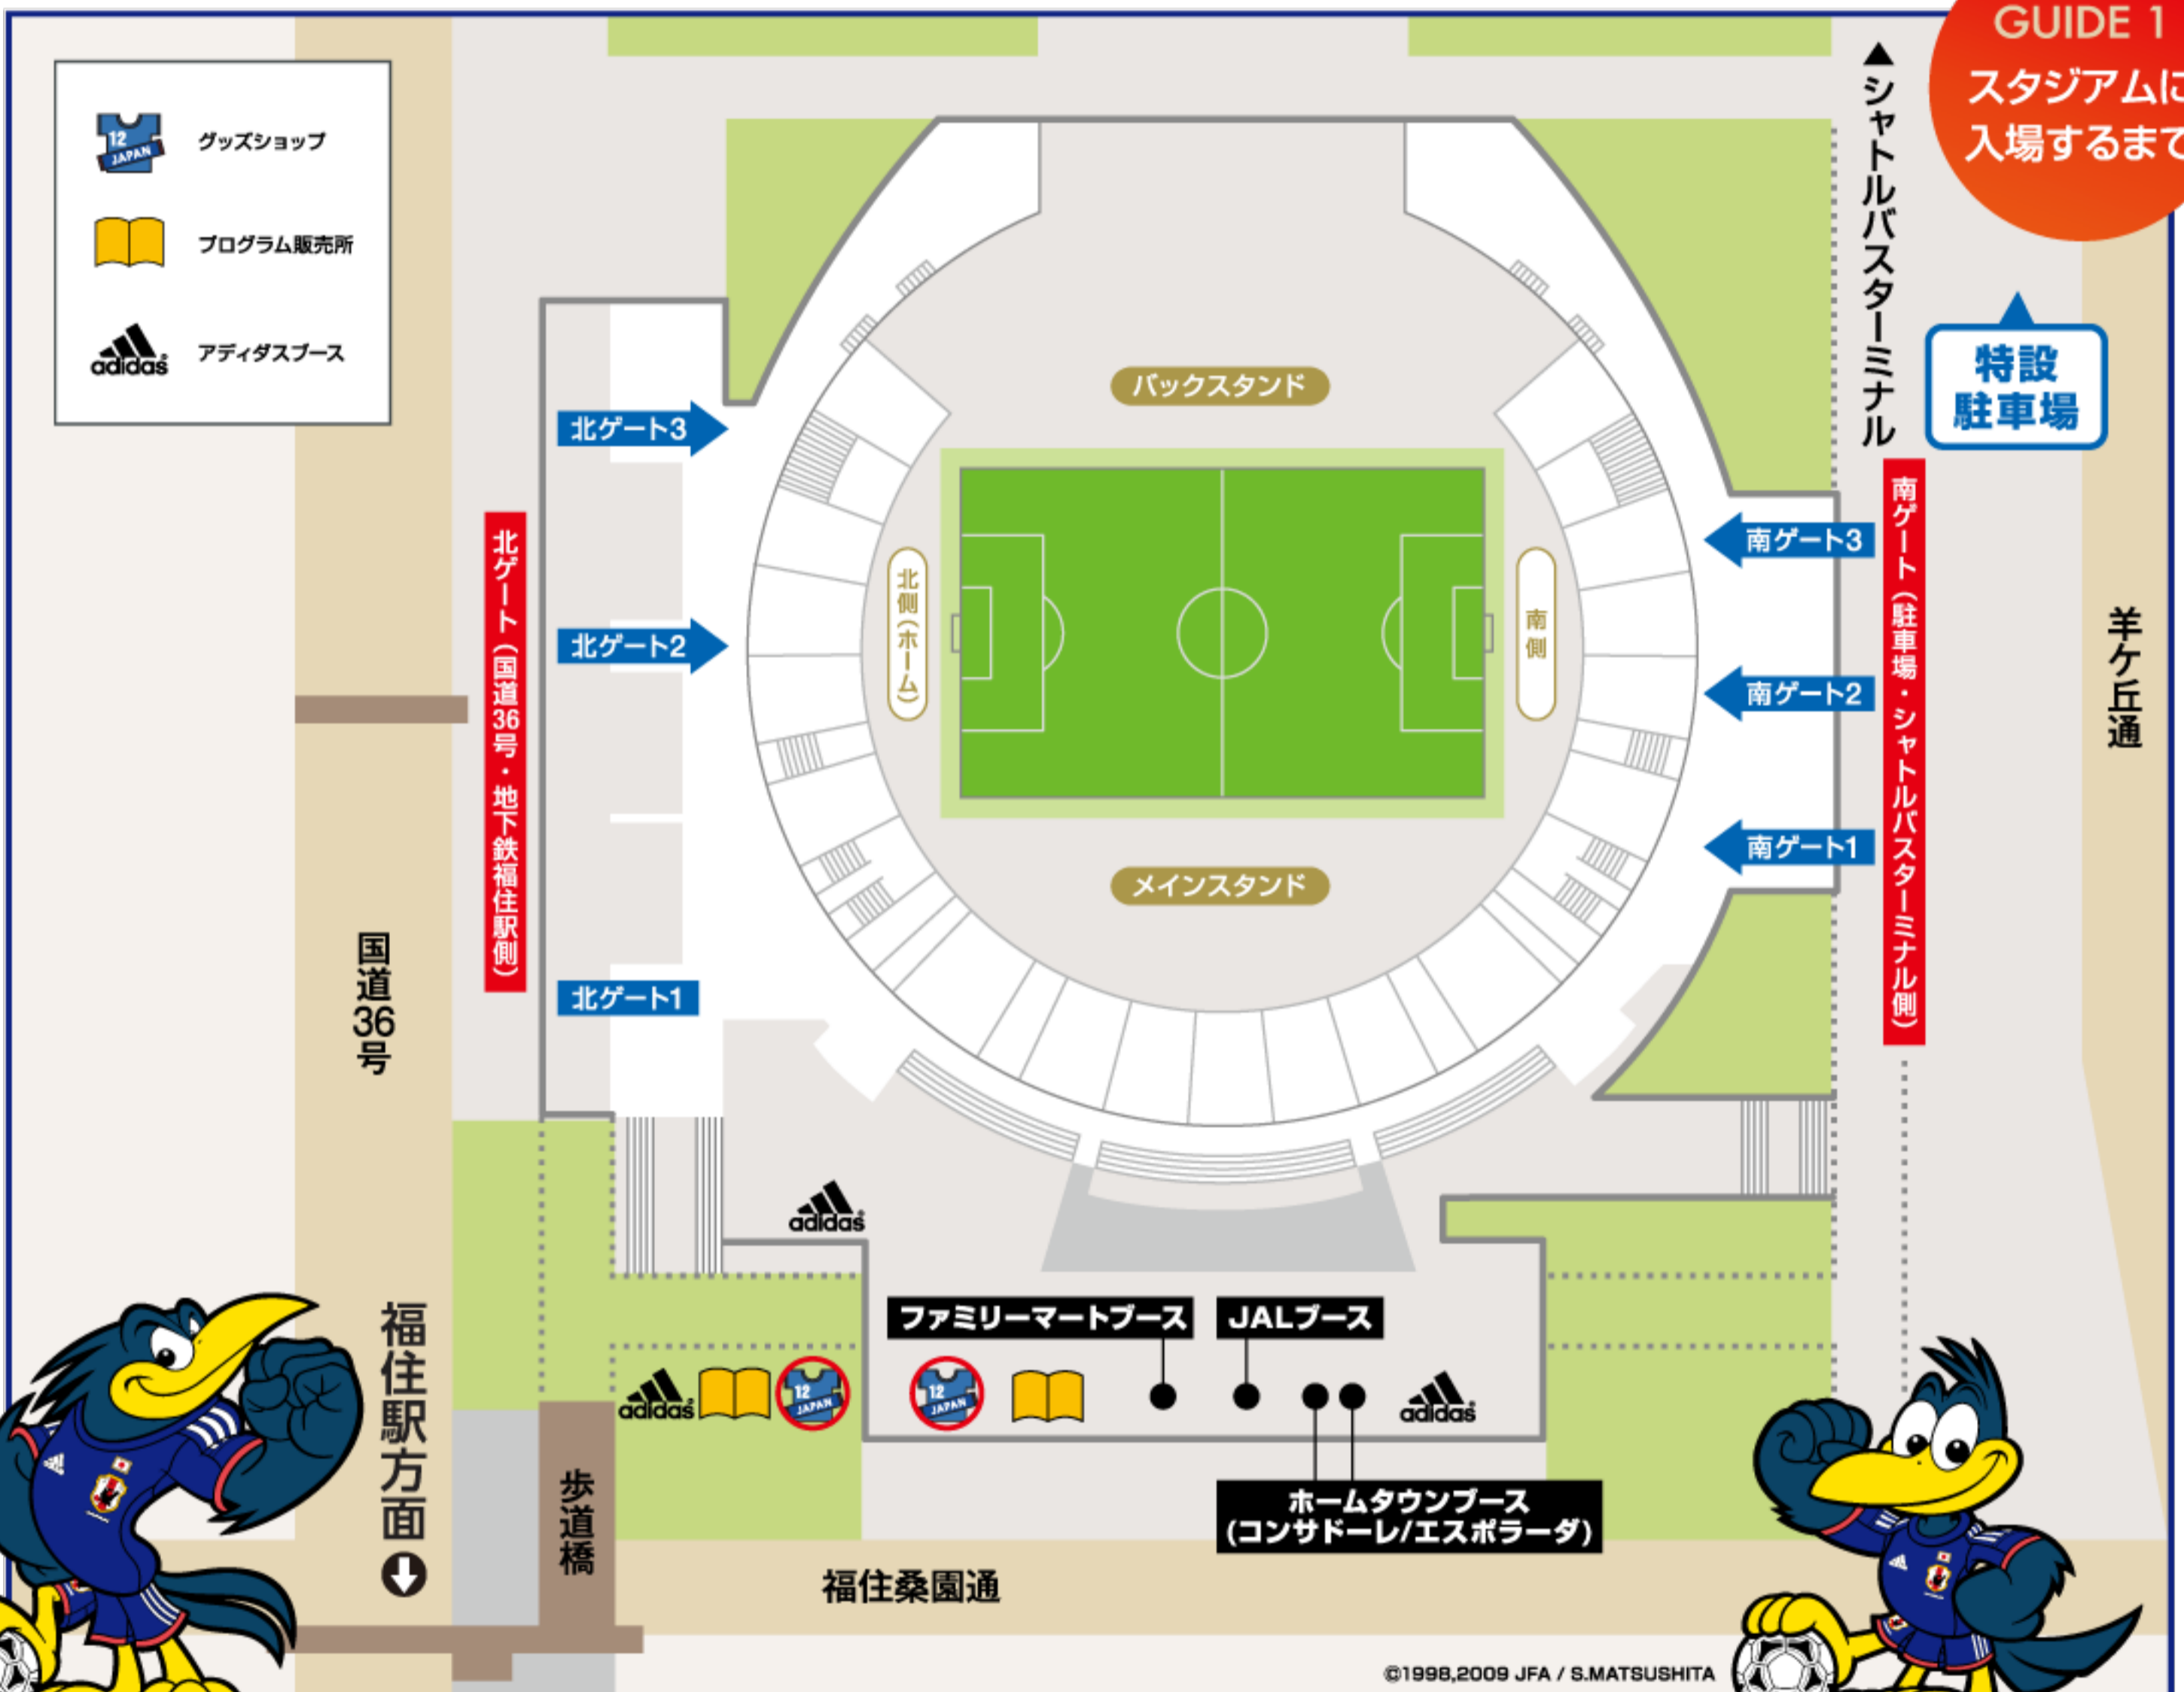 GUIDE 1
スタジアムに
入場するまで
12
JAPAN
グッズショップ
プログラム販売所
adidas
アディダスブース
▲シャトルバスターミナル
特設
駐車場
バックスタンド
北ゲート3
北ゲート2
北ゲート1
北ゲート(国道36号・地下鉄福住駅側)
北側(ホーム)
南側
南ゲート3
南ゲート2
南ゲート1
南ゲート(駐車場・シャトルバスターミナル側)
羊ケ丘通
メインスタンド
国道36号
adidas
福住駅方面
ファミリーマートブース
JALブース
adidas
12
JAPAN
12
JAPAN
adidas
ホームタウンブース
(コンサドーレ/エスポラーダ)
歩道橋
福住桑園通
©1998,2009 JFA / S.MATSUSHITA